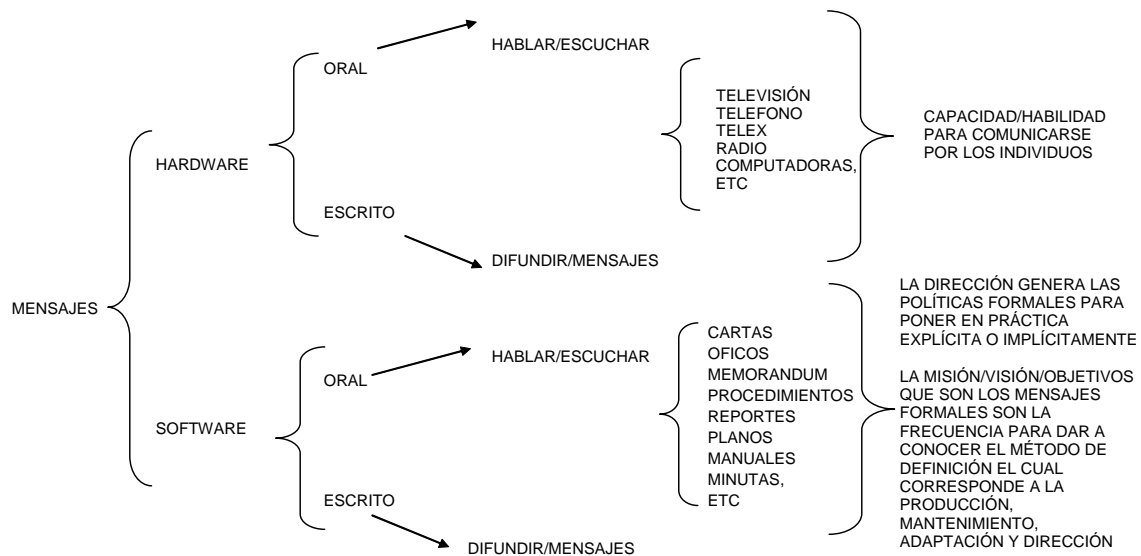 MENSAJES
HARDWARE
ORAL
HABLAR/ESCUCHAR
ESCRITO
DIFUNDIR/MENSAJES
TELEVISIÓN
TELEFONO
TELEX
RADIO
COMPUTADORAS,
ETC
CAPACIDAD/HABILIDAD
PARA COMUNICARSE
POR LOS INDIVIDUOS
SOFTWARE
ORAL
HABLAR/ESCUCHAR
ESCRITO
DIFUNDIR/MENSAJES
CARTAS
OFICOS
MEMORANDUM
PROCEDIMIENTOS
REPORTES
PLANOS
MANUALES
MINUTAS,
ETC
LA DIRECCIÓN GENERA LAS
POLÍTICAS FORMALES PARA
PONER EN PRÁCTICA
EXPLÍCITA O IMPLÍCITAMENTE
LA MISIÓN/VISIÓN/OBJETIVOS
QUE SON LOS MENSAJES
FORMALES SON LA
FRECUENCIA PARA DAR A
CONOCER EL MÉTODO DE
DEFINICIÓN EL CUAL
CORRESPONDE A LA
PRODUCCIÓN,
MANTENIMIENTO,
ADAPTACIÓN Y DIRECCIÓN